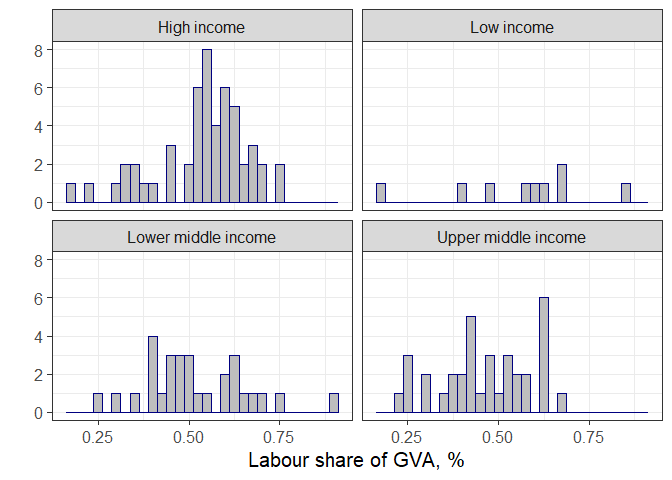 High income
Low income
8
6
4
2
0
Lower middle income
Upper middle income
8
6
4
2
0
0.25 0.50 0.75 0.25 0.50 0.75
Labour share of GVA, %